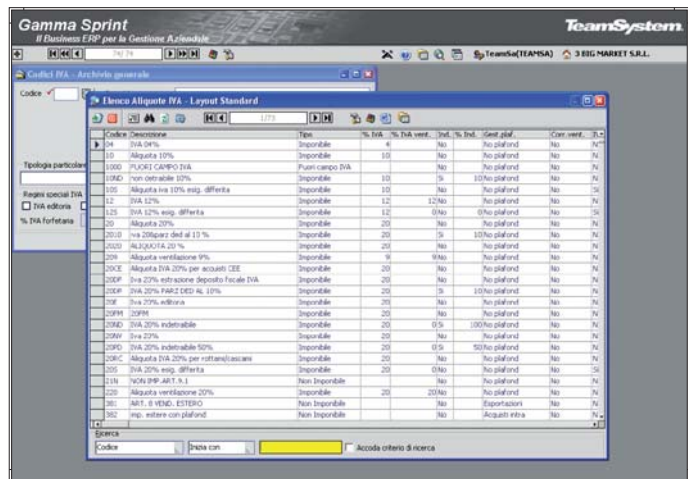 Gamma Sprint
Il Business ERP per la Gestione Aziendale
TeamSystem
74/74
TeamSa(TEAMSA) 3 BIG MARKET S.R.L.
Codici IVA - Archivio generale
Codice
Elenco Aliquote IVA - Layout Standard
1/73
Codice Descrizione Tipo % IVA % IVA vent. Ind. % Ind. Gest.plaf. Corr.vent.
04 IVA 04% Imponibile 4 No No plafond No
10 Aliquota 10% Imponibile 10 No No plafond No
1000 FUORI CAMPO IVA Fuori campo IVA No No plafond No
10ND non detraibile 10% Imponibile 10 Si 10 No plafond No
105 Aliquota iva 10% esig. differita Imponibile 10 No No plafond No
12 IVA 12% Imponibile 12 12 No No plafond No
125 IVA 12% esig. differita Imponibile 12 0 No 0 No plafond No
20 Aliquota 20% Imponibile 20 No No plafond No
2010 iva 20&parz ded al 10 % Imponibile 20 Si 10 No plafond No
2020 ALIQUOTA 20 % Imponibile 20 No No plafond No
209 Aliquota ventilazione 9% Imponibile 9 9 No No plafond No
20CE Aliquota IVA 20% per acquisti CEE Imponibile 20 No No plafond No
20DF Iva 20% estrazione deposito fiscale IVA Imponibile 20 No No plafond No
20DP IVA 20% PARZ DED AL 10% Imponibile 20 Si 10 No plafond No
20E Iva 20% editoria Imponibile 20 No No plafond No
20FM 20FM Imponibile 20 No No plafond No
20ND IVA 20% indetraibile Imponibile 20 0 Si 100 No plafond No
20NV Iva 20% Imponibile 20 No No plafond No
20PD IVA 20% indetraibile 50% Imponibile 20 0 Si 50 No plafond No
20RC Aliquota IVA 20% per rottami/cascami Imponibile 20 No No plafond No
205 IVA 20% esig. differita Imponibile 20 0 No No plafond No
21N NON IMP.ART.9.1 Non Imponibile No No plafond No
220 Aliquota ventilazione 20% Imponibile 20 20 No No plafond No
381 ART. 8 VEND. ESTERO Non Imponibile No Esportazioni No
382 imp. estere con plafond Non Imponibile No Acquisti intra No
Tipologia particolare
Regimi speciali IVA
IVA editoria
% IVA forfetaria
Ricerca
Codice Inizia con Accoda criterio di ricerca